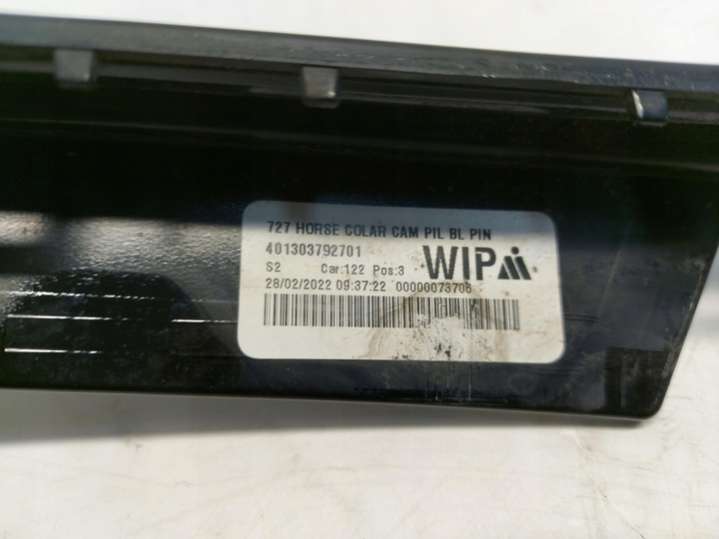 727 HORSE COLAR CAM PIL BL PIN
401303792701
S2 Car:122 Pos:3 WIP
28/02/2022 09:37:22 00000073708